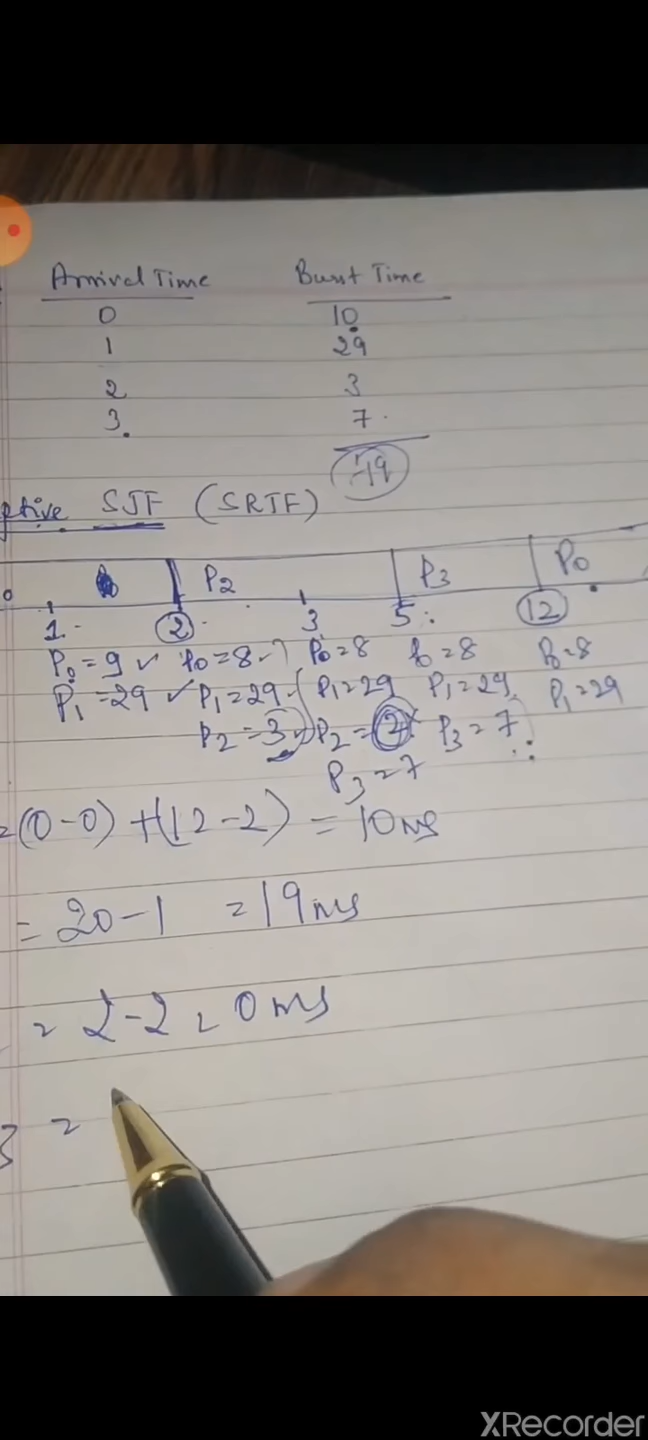 Arrival Time Burst Time
0 10
1 29
2 3
3 7
49
ptive SJF (SRTF)
P2 P3 P0
0 1 2 3 5 12
P0 = 9 ✓ P0 = 8 P0 = 8 P0 = 8 P0 = 8
P1 = 29 ✓ P1 = 29 P1 = 29 P1 = 29 P1 = 29
P2 = 3 P2 = 2 P3 = 7
P3 = 7
= (0-0) + (12-2) = 10ms
= 20-1 = 19ms
= 2-2 = 0ms
3 =
XRecorder